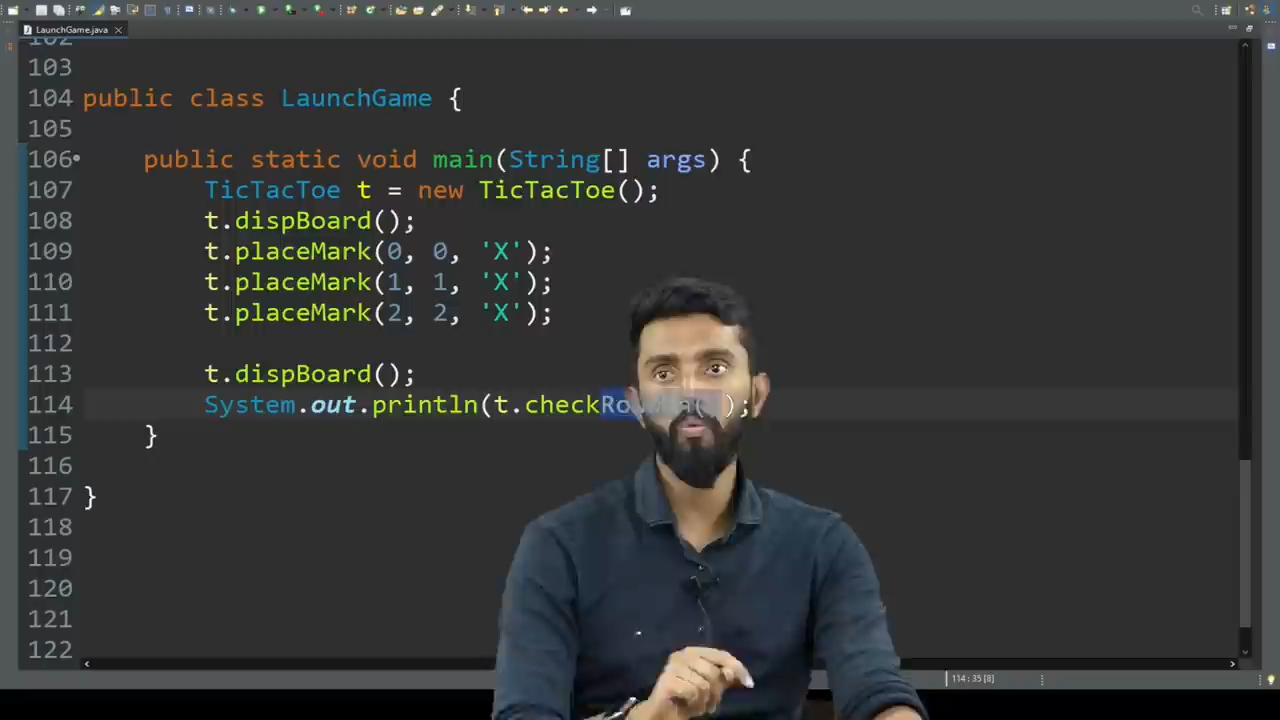 LaunchGame.java
102
103
104 public class LaunchGame {
105
106 public static void main(String[] args) {
107 TicTacToe t = new TicTacToe();
108 t.dispBoard();
109 t.placeMark(0, 0, 'X');
110 t.placeMark(1, 1, 'X');
111 t.placeMark(2, 2, 'X');
112
113 t.dispBoard();
114 System.out.println(t.checkRowWin());
115 }
116
117 }
118
119
120
121
122
114 : 35 [8]